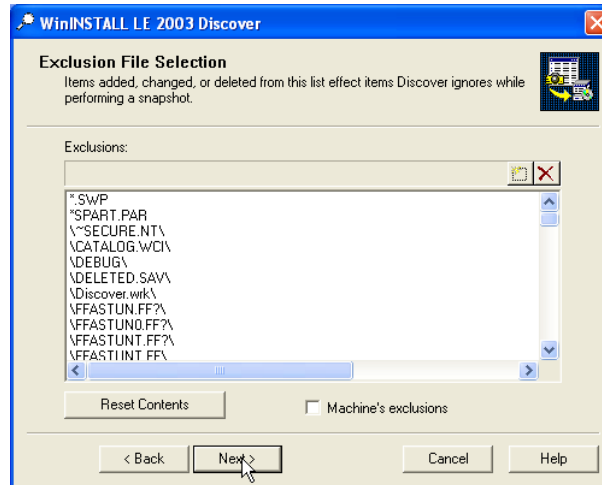 WinINSTALL LE 2003 Discover
Exclusion File Selection
Items added, changed, or deleted from this list effect items Discover ignores while
performing a snapshot.
Exclusions:
*.SWP
*SPART.PAR
\~SECURE.NT\
\CATALOG.WCI\
\DEBUG\
\DELETED.SAV\
\Discover.wrk\
\FFASTUN.FF?\
\FFASTUN0.FF?\
\FFASTUNT.FF?\
\FFASTUNT.FF\
Reset Contents
Machine's exclusions
< Back
Next >
Cancel
Help